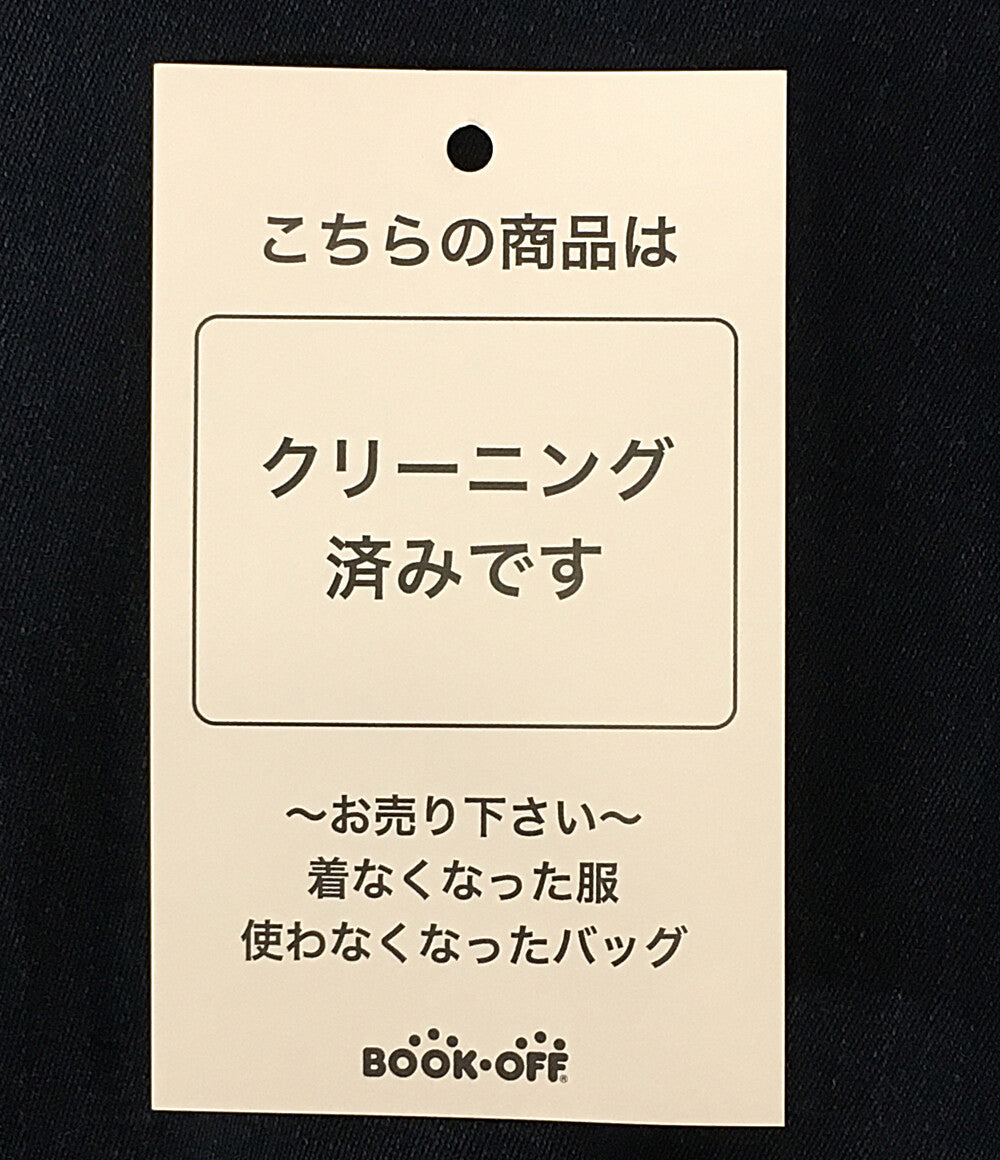 こちらの商品は
クリーニング
済みです
～お売り下さい～
着なくなった服
使わなくなったバッグ
BOOK・OFF®